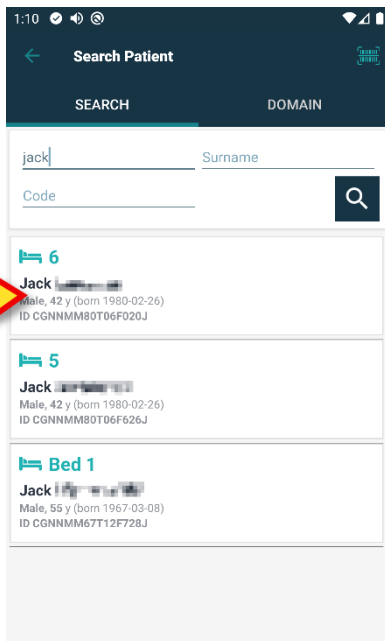 1:10
Search Patient
SEARCH DOMAIN
jack Surname
Code
6
Jack
Male, 42 y (born 1980-02-26)
ID CGNNMM80T06F020J
5
Jack
Male, 42 y (born 1980-02-26)
ID CGNNMM80T06F626J
Bed 1
Jack
Male, 55 y (born 1967-03-08)
ID CGNNMM67T12F728J